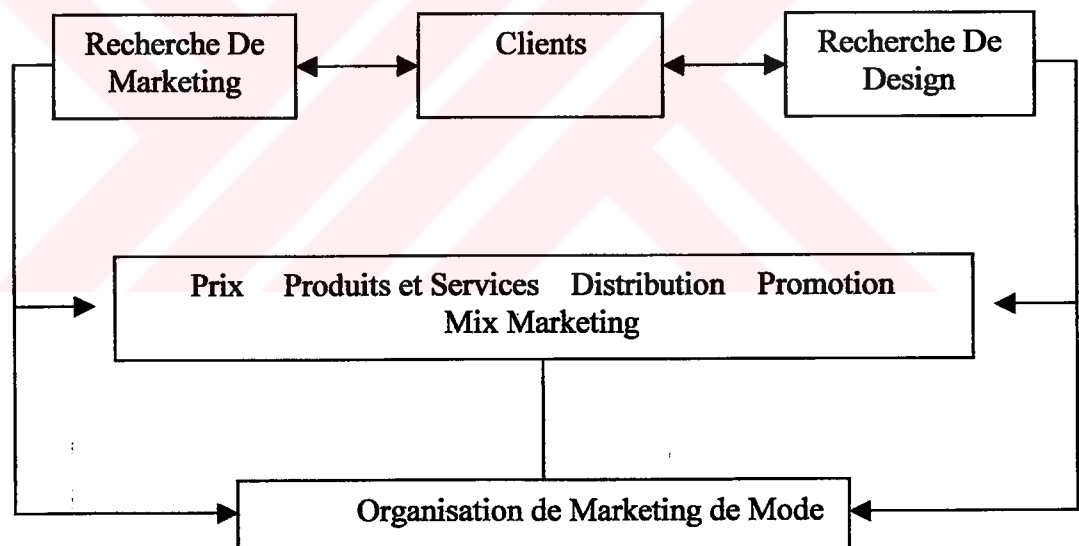 Recherche De
Marketing
Clients
Recherche De
Design
Prix Produits et Services Distribution Promotion
Mix Marketing
Organisation de Marketing de Mode